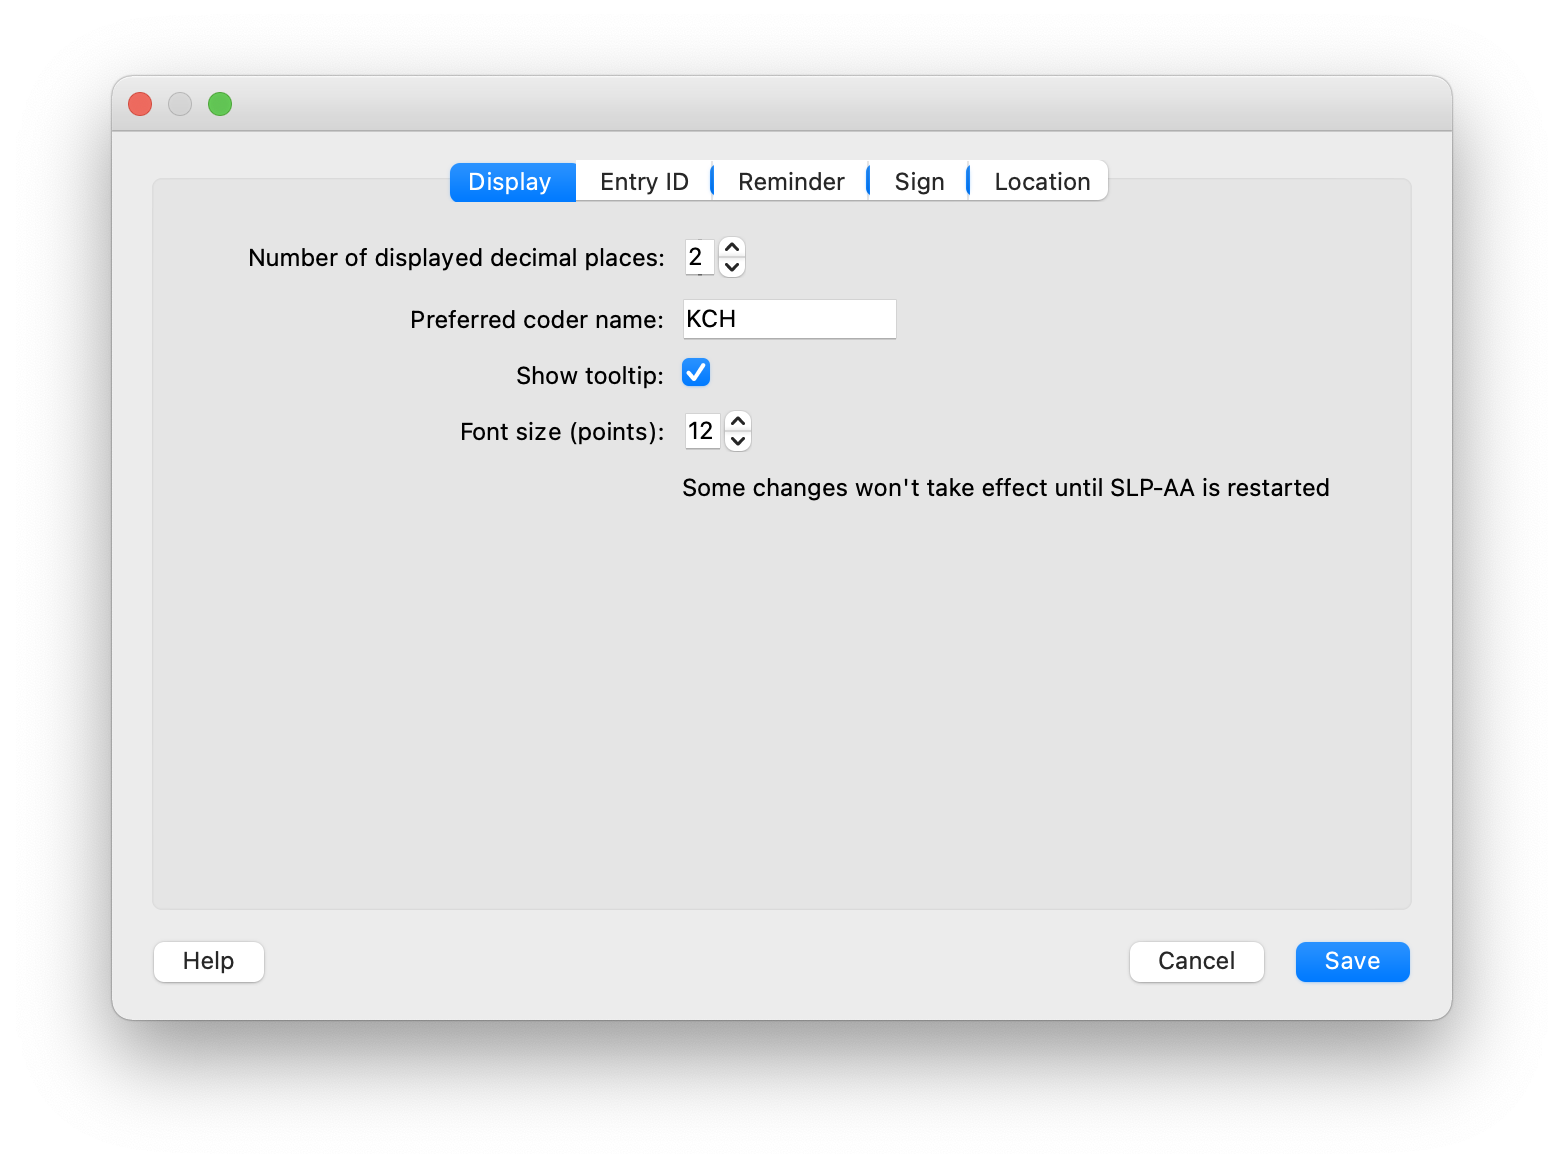 Display Entry ID Reminder Sign Location
Number of displayed decimal places: 2
Preferred coder name: KCH
Show tooltip:
Font size (points): 12
Some changes won't take effect until SLP-AA is restarted
Help Cancel Save